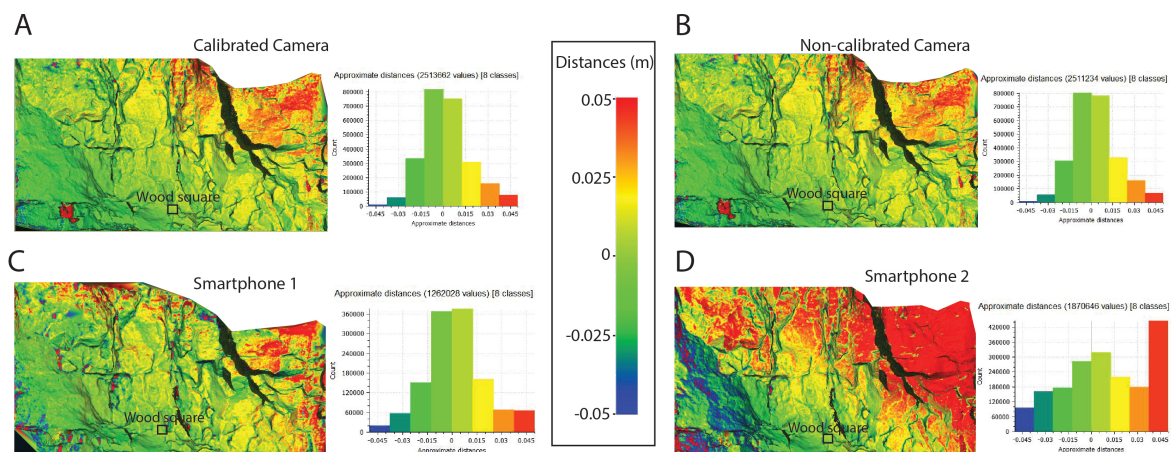 A
Calibrated Camera
Approximate distances (2513662 values) [8 classes]
800000
700000
600000
500000
400000
300000
200000
100000
0
Count
-0.045 -0.03 -0.015 0 0.015 0.03 0.045
Approximate distances
Wood square
Distances (m)
0.05
0.025
0
-0.025
-0.05
B
Non-calibrated Camera
Approximate distances (2511234 values) [8 classes]
800000
700000
600000
500000
400000
300000
200000
100000
0
Count
-0.045 -0.03 -0.015 0 0.015 0.03 0.045
Approximate distances
Wood square
C
Smartphone 1
Approximate distances (1262028 values) [8 classes]
360000
300000
240000
180000
120000
60000
0
Count
-0.045 -0.03 -0.015 0 0.015 0.03 0.045
Approximate distances
Wood square
D
Smartphone 2
Approximate distances (1870646 values) [8 classes]
420000
360000
300000
240000
180000
120000
60000
0
Count
-0.045 -0.03 -0.015 0 0.015 0.03 0.045
Approximate distances
Wood square